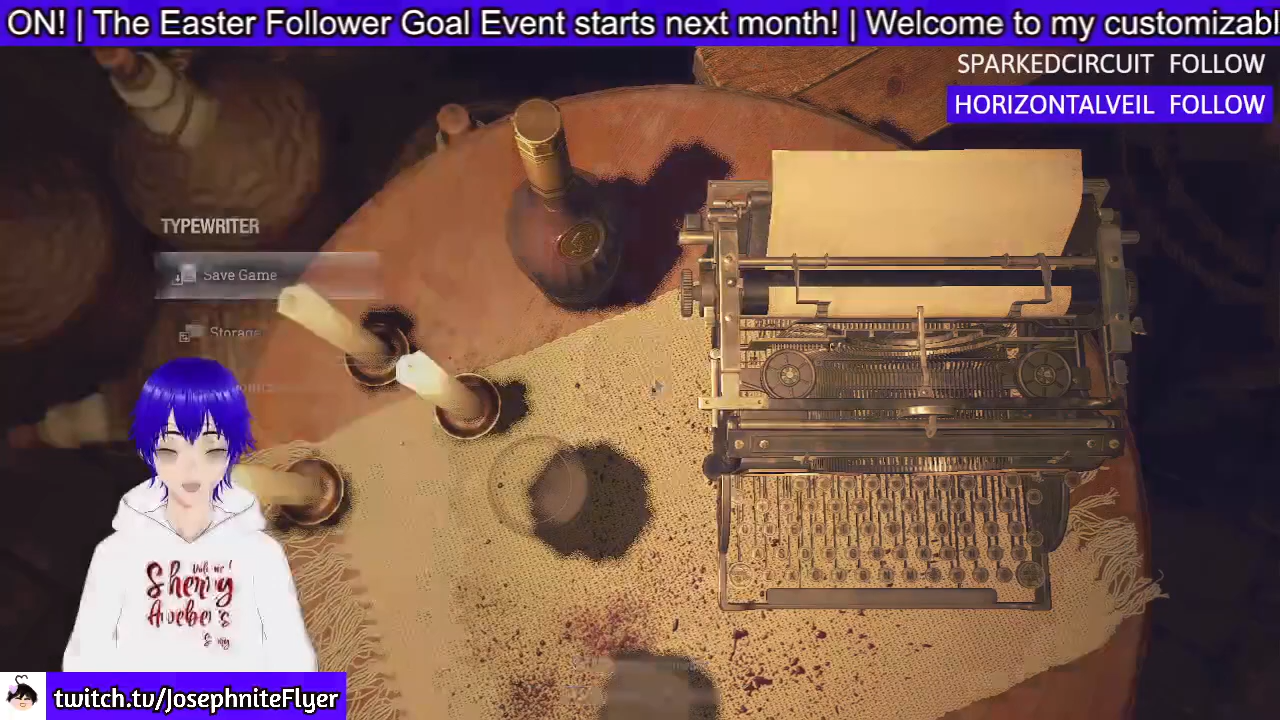 ON! | The Easter Follower Goal Event starts next month! | Welcome to my customizabl
SPARKEDCIRCUIT FOLLOW
HORIZONTALVEIL FOLLOW
TYPEWRITER
Save Game
Storage
Sherry
twitch.tv/JosephniteFlyer